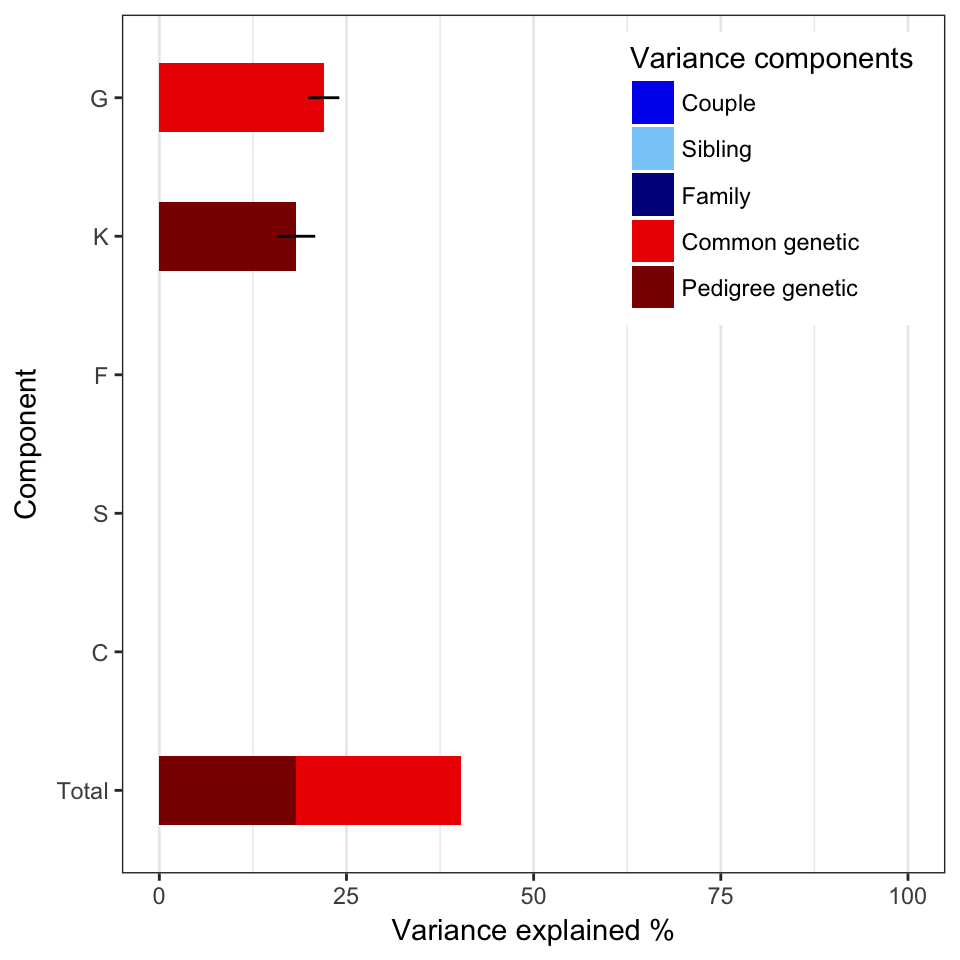 Variance components
Couple
Sibling
Family
Common genetic
Pedigree genetic
G
K
F
S
C
Total
Component
0 25 50 75 100
Variance explained %